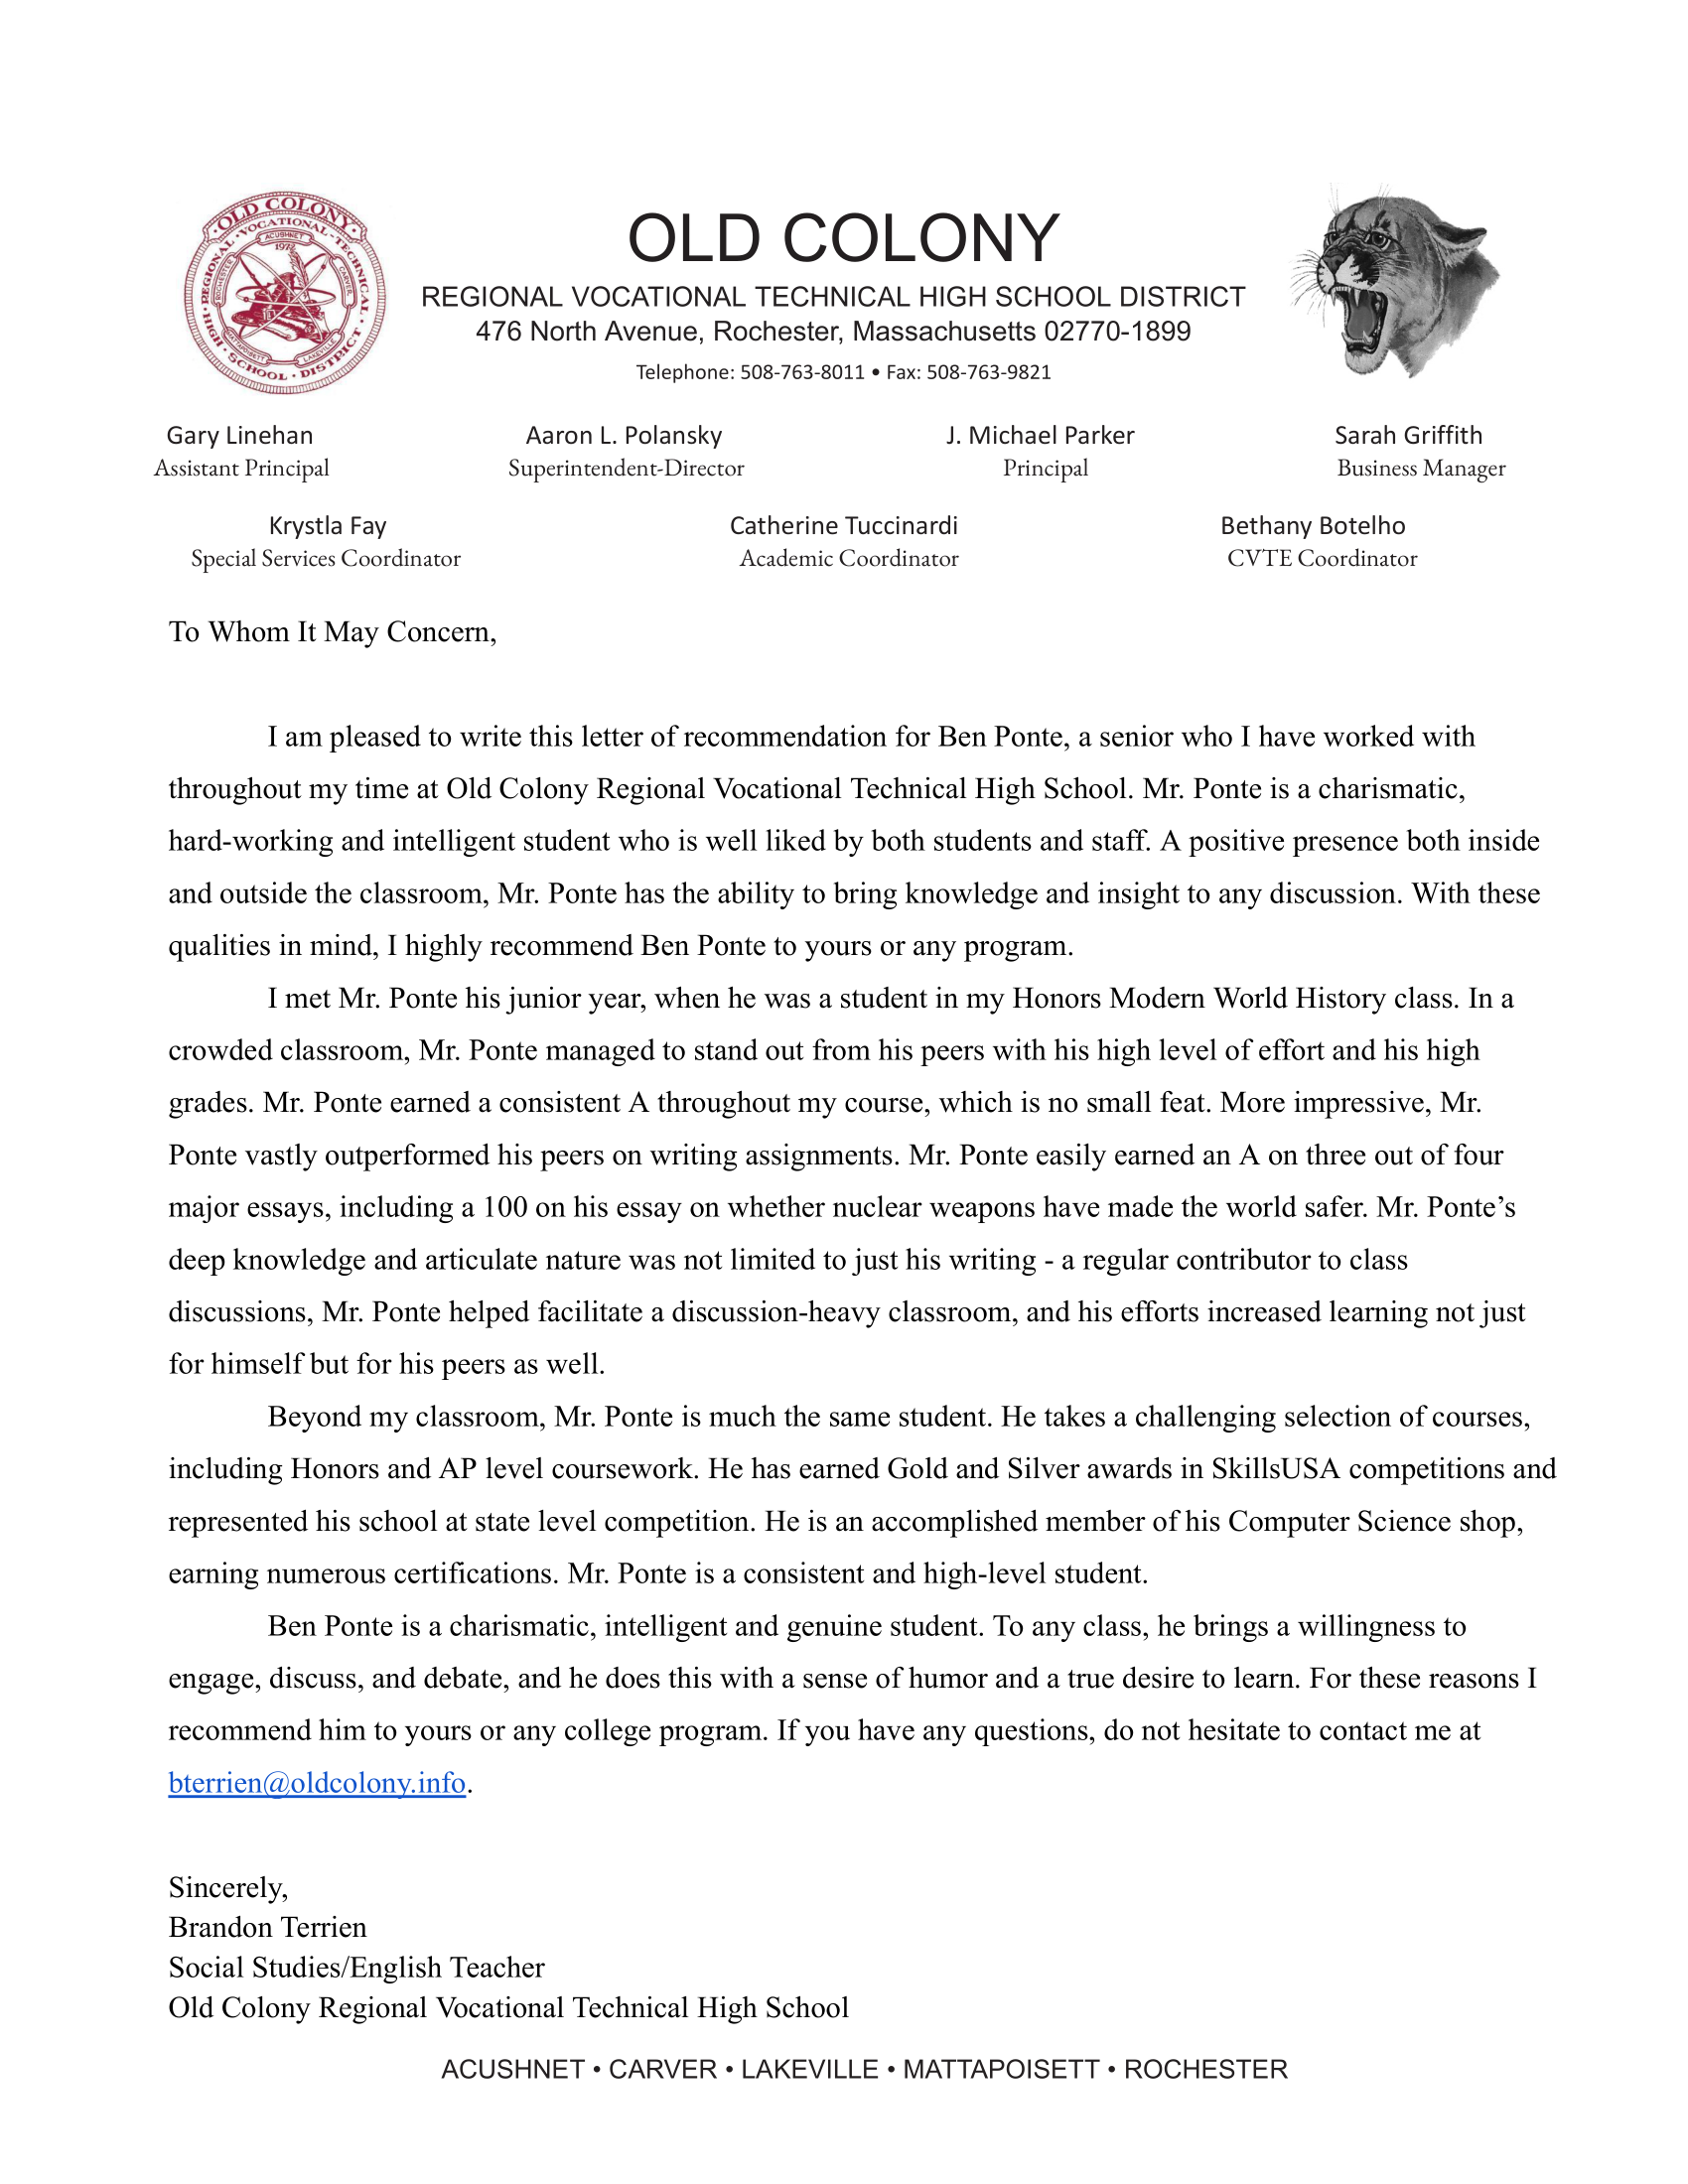 OLD COLONY
REGIONAL VOCATIONAL TECHNICAL HIGH SCHOOL DISTRICT
476 North Avenue, Rochester, Massachusetts 02770-1899
Telephone: 508-763-8011 • Fax: 508-763-9821
OLD COLONY • REGIONAL • VOCATIONAL - TECHNICAL • HIGH • SCHOOL • DISTRICT
ACUSHNET
1972
ROCHESTER
CARVER
MATTAPOISETT
LAKEVILLE
Gary Linehan Aaron L. Polansky J. Michael Parker Sarah Griffith
Assistant Principal Superintendent-Director Principal Business Manager
Krystla Fay Catherine Tuccinardi Bethany Botelho
Special Services Coordinator Academic Coordinator CVTE Coordinator
To Whom It May Concern,
I am pleased to write this letter of recommendation for Ben Ponte, a senior who I have worked with
throughout my time at Old Colony Regional Vocational Technical High School. Mr. Ponte is a charismatic,
hard-working and intelligent student who is well liked by both students and staff. A positive presence both inside
and outside the classroom, Mr. Ponte has the ability to bring knowledge and insight to any discussion. With these
qualities in mind, I highly recommend Ben Ponte to yours or any program.
I met Mr. Ponte his junior year, when he was a student in my Honors Modern World History class. In a
crowded classroom, Mr. Ponte managed to stand out from his peers with his high level of effort and his high
grades. Mr. Ponte earned a consistent A throughout my course, which is no small feat. More impressive, Mr.
Ponte vastly outperformed his peers on writing assignments. Mr. Ponte easily earned an A on three out of four
major essays, including a 100 on his essay on whether nuclear weapons have made the world safer. Mr. Ponte’s
deep knowledge and articulate nature was not limited to just his writing - a regular contributor to class
discussions, Mr. Ponte helped facilitate a discussion-heavy classroom, and his efforts increased learning not just
for himself but for his peers as well.
Beyond my classroom, Mr. Ponte is much the same student. He takes a challenging selection of courses,
including Honors and AP level coursework. He has earned Gold and Silver awards in SkillsUSA competitions and
represented his school at state level competition. He is an accomplished member of his Computer Science shop,
earning numerous certifications. Mr. Ponte is a consistent and high-level student.
Ben Ponte is a charismatic, intelligent and genuine student. To any class, he brings a willingness to
engage, discuss, and debate, and he does this with a sense of humor and a true desire to learn. For these reasons I
recommend him to yours or any college program. If you have any questions, do not hesitate to contact me at
bterrien@oldcolony.info.
Sincerely,
Brandon Terrien
Social Studies/English Teacher
Old Colony Regional Vocational Technical High School
ACUSHNET • CARVER • LAKEVILLE • MATTAPOISETT • ROCHESTER